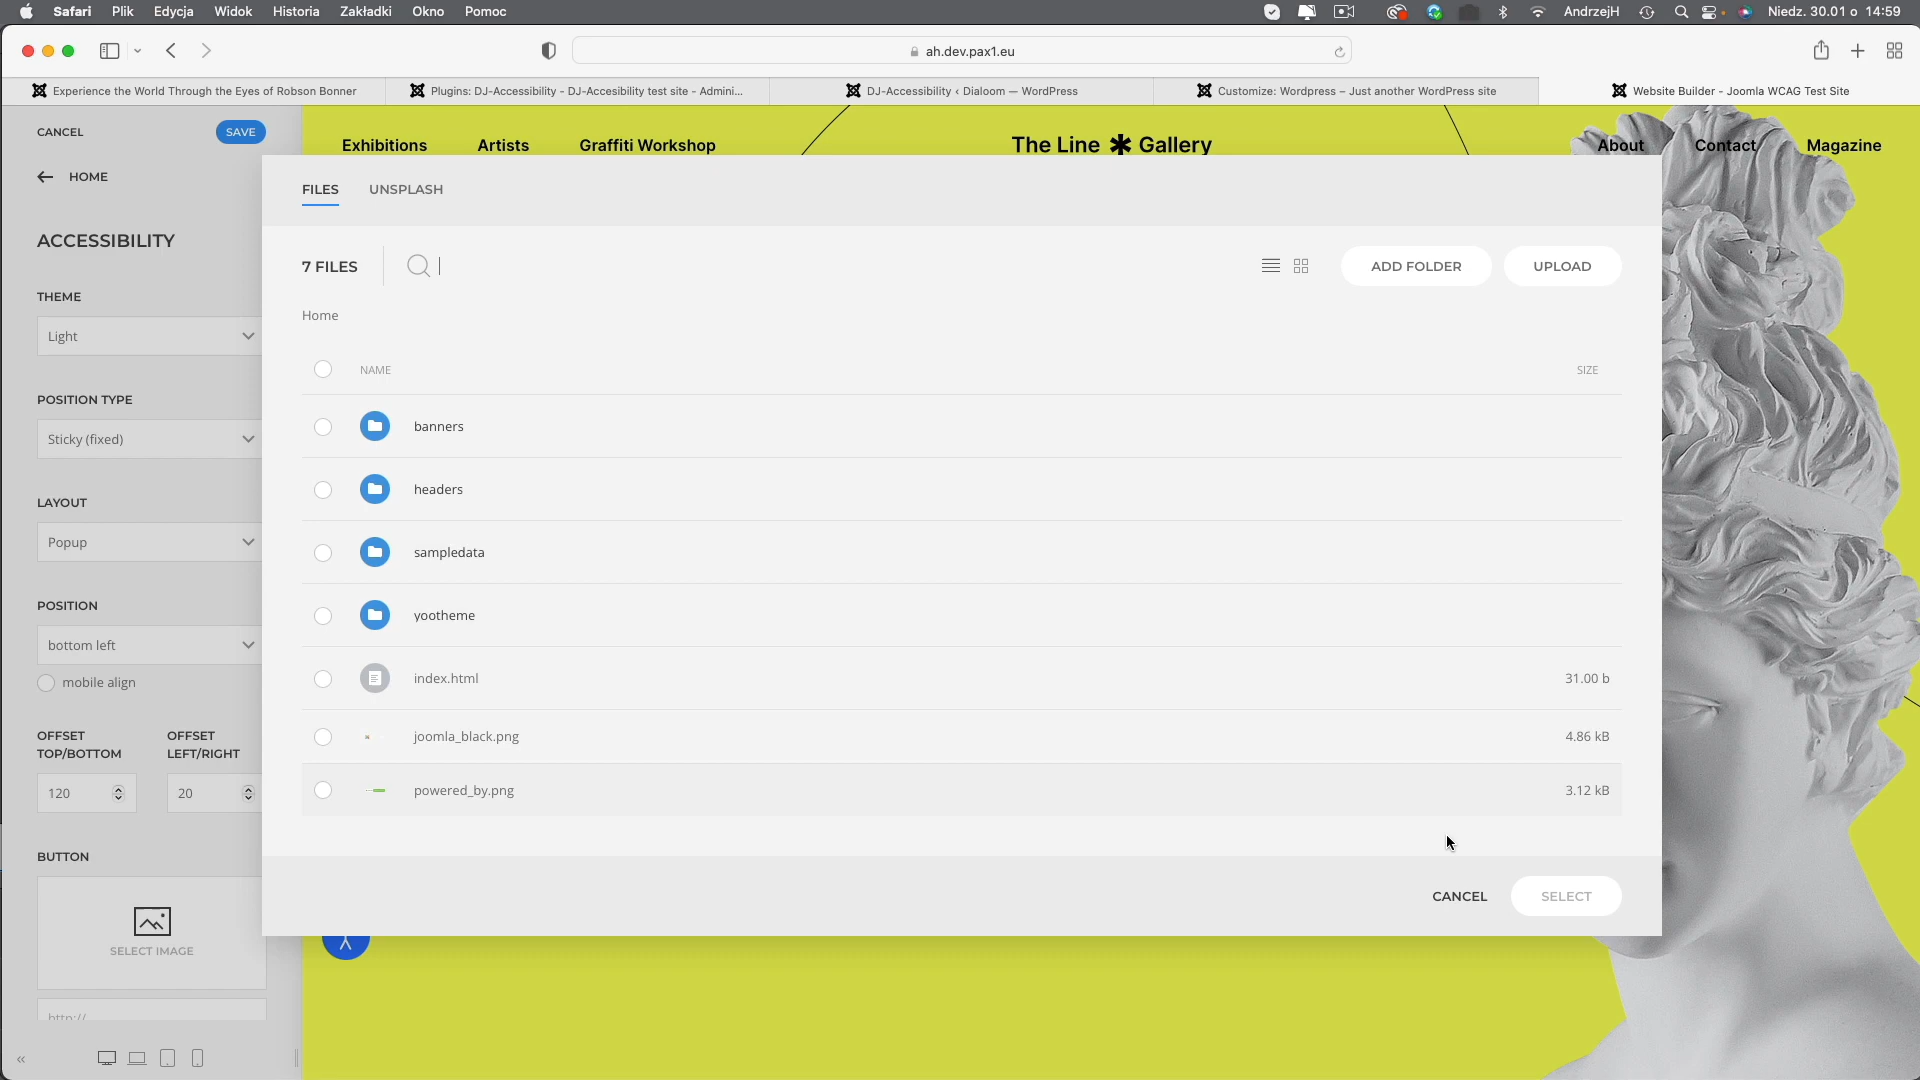 Safari Plik Edycja Widok Historia Zakładki Okno Pomoc AndrzejH Niedz. 30.01 o 14:59
ah.dev.pax1.eu
Experience the World Through the Eyes of Robson Bonner
Plugins: DJ-Accessibility - DJ-Accesibility test site - Admini...
DJ-Accessibility ‹ Dialoom — WordPress
Customize: Wordpress – Just another WordPress site
Website Builder - Joomla WCAG Test Site
CANCEL
SAVE
HOME
ACCESSIBILITY
THEME
Light
POSITION TYPE
Sticky (fixed)
LAYOUT
Popup
POSITION
bottom left
mobile align
OFFSET TOP/BOTTOM
OFFSET LEFT/RIGHT
120
20
BUTTON
SELECT IMAGE
http://
Exhibitions
Artists
Graffiti Workshop
The Line ✱ Gallery
About
Contact
Magazine
FILES
UNSPLASH
7 FILES
ADD FOLDER
UPLOAD
Home
NAME
SIZE
banners
headers
sampledata
yootheme
index.html 31.00 b
joomla_black.png 4.86 kB
powered_by.png 3.12 kB
CANCEL
SELECT